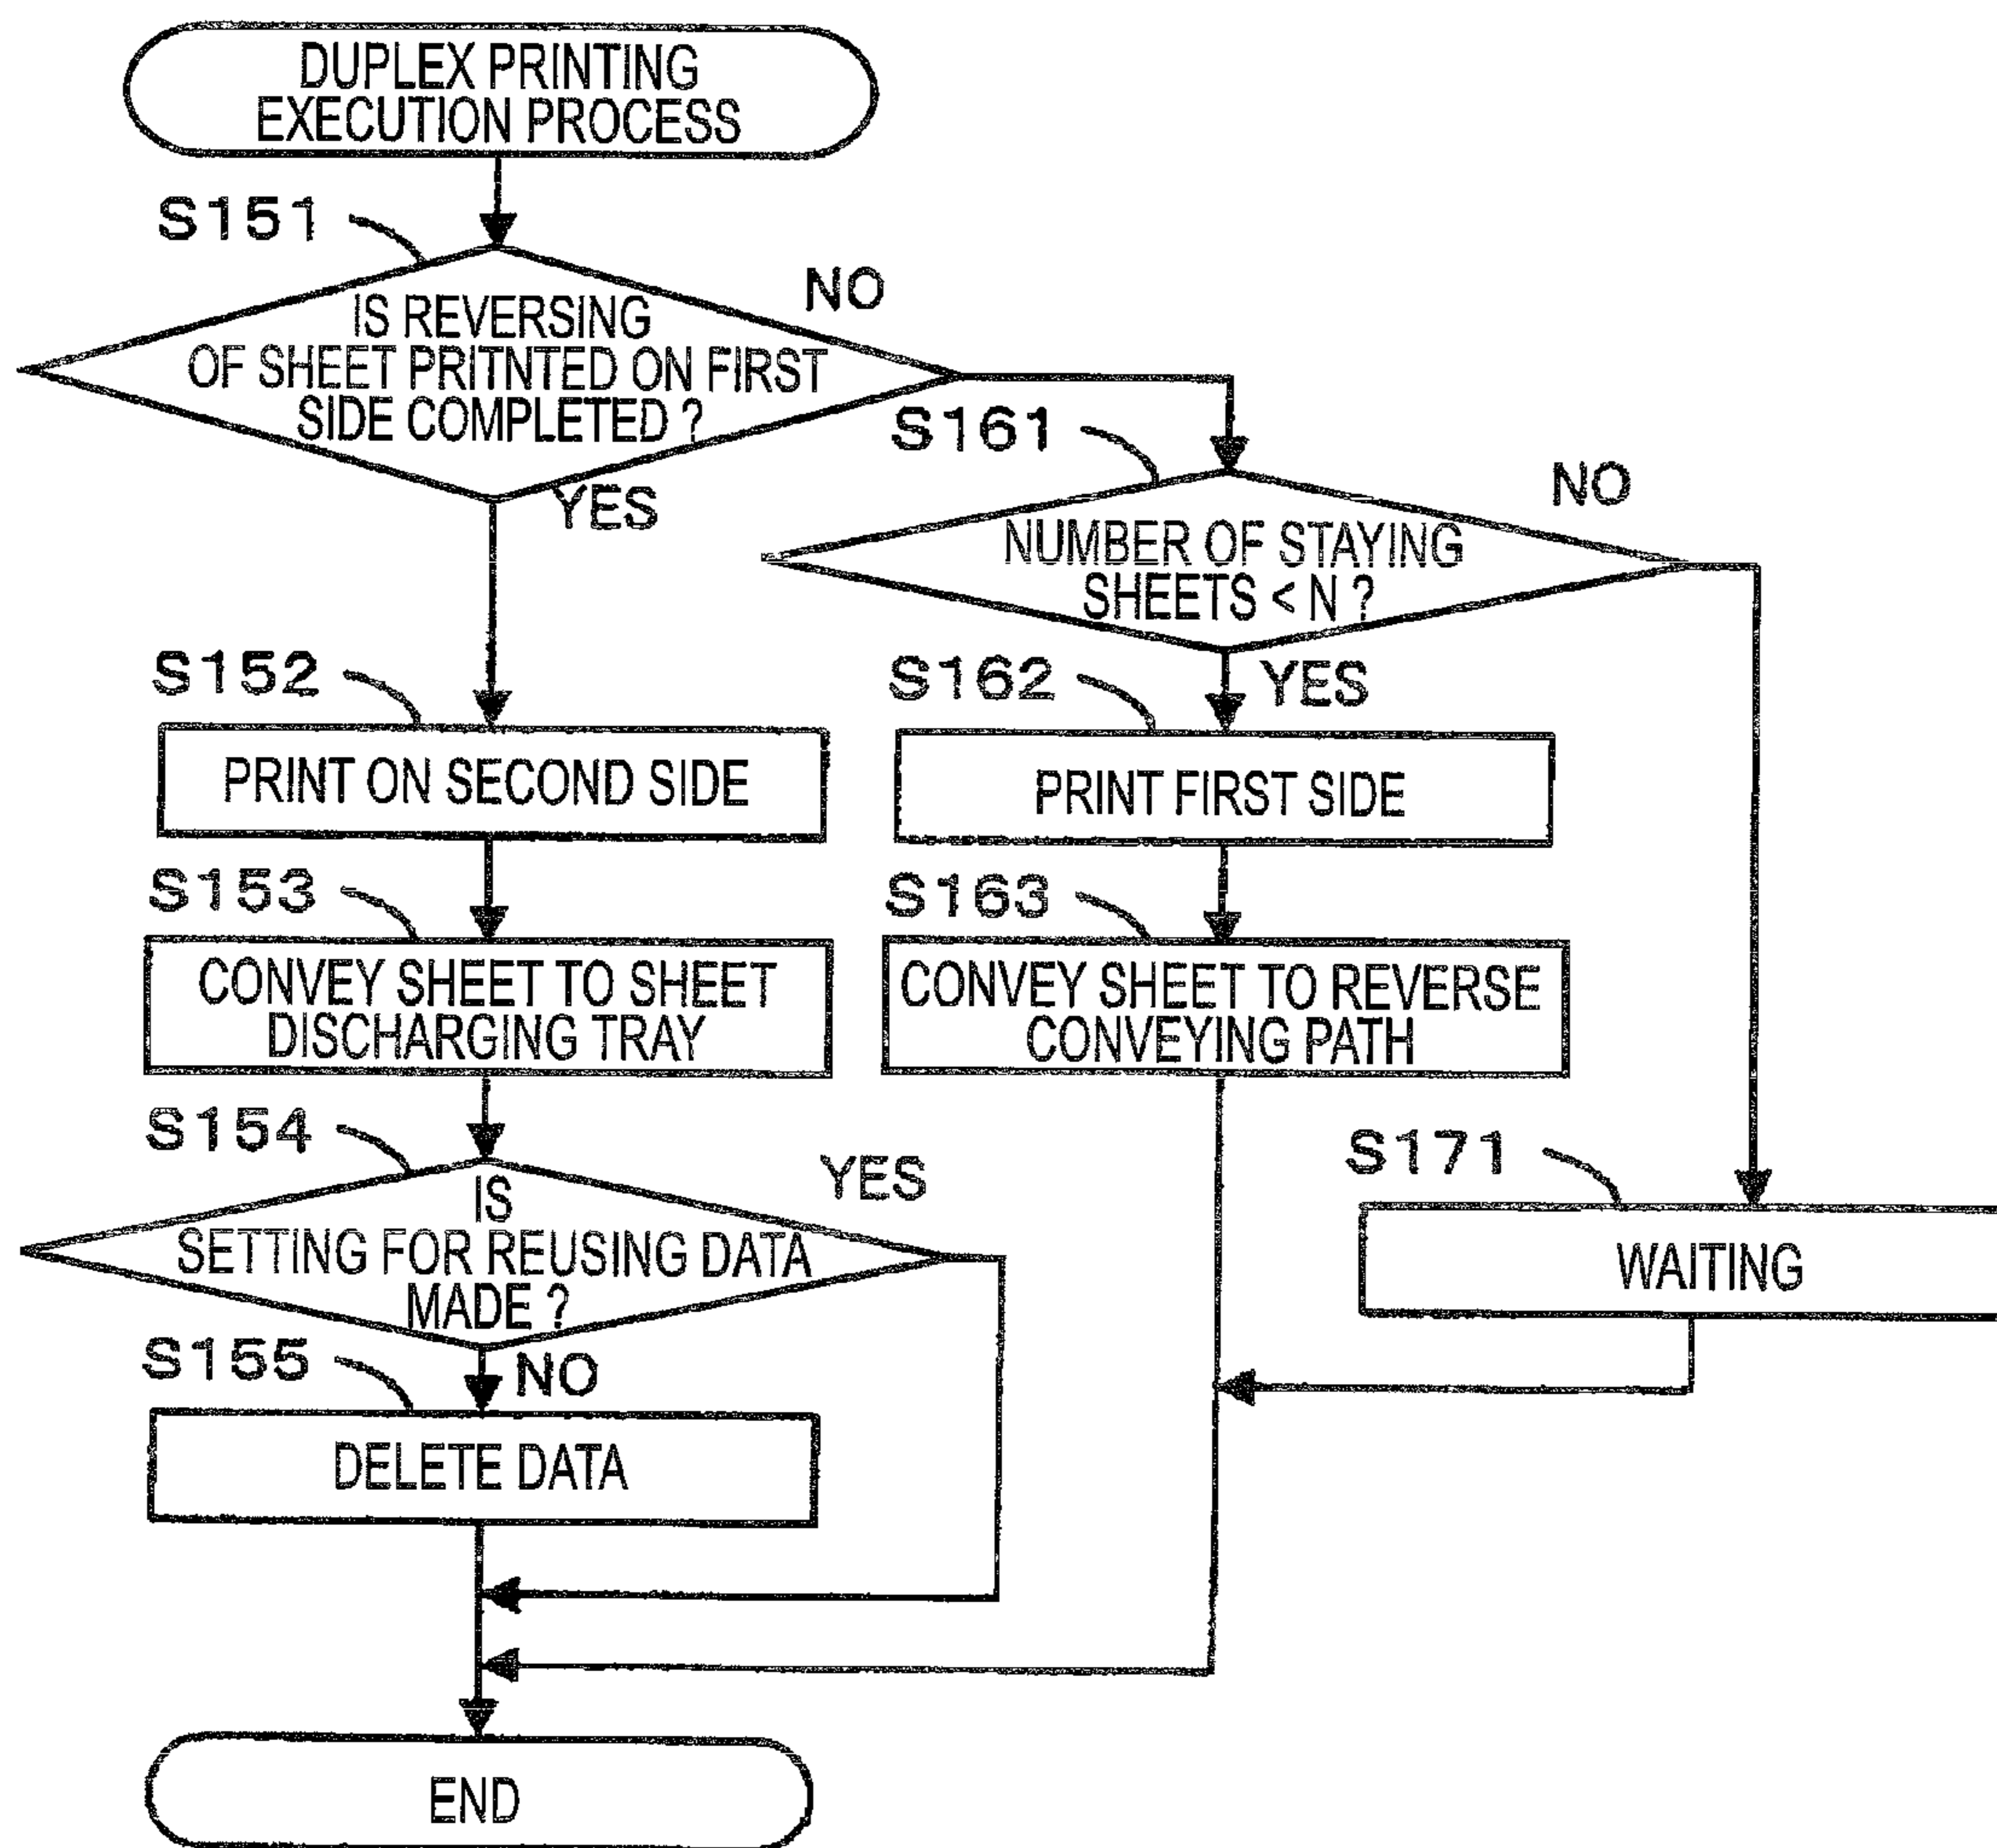 DUPLEX PRINTING
EXECUTION PROCESS
S151
IS REVERSING
OF SHEET PRITNTED ON FIRST
SIDE COMPLETED ?
NO
YES
S161
NUMBER OF STAYING
SHEETS < N ?
NO
YES
S152
PRINT ON SECOND SIDE
S162
PRINT FIRST SIDE
S153
CONVEY SHEET TO SHEET
DISCHARGING TRAY
S163
CONVEY SHEET TO REVERSE
CONVEYING PATH
S154
IS
SETTING FOR REUSING DATA
MADE ?
YES
NO
S171
WAITING
S155
DELETE DATA
END